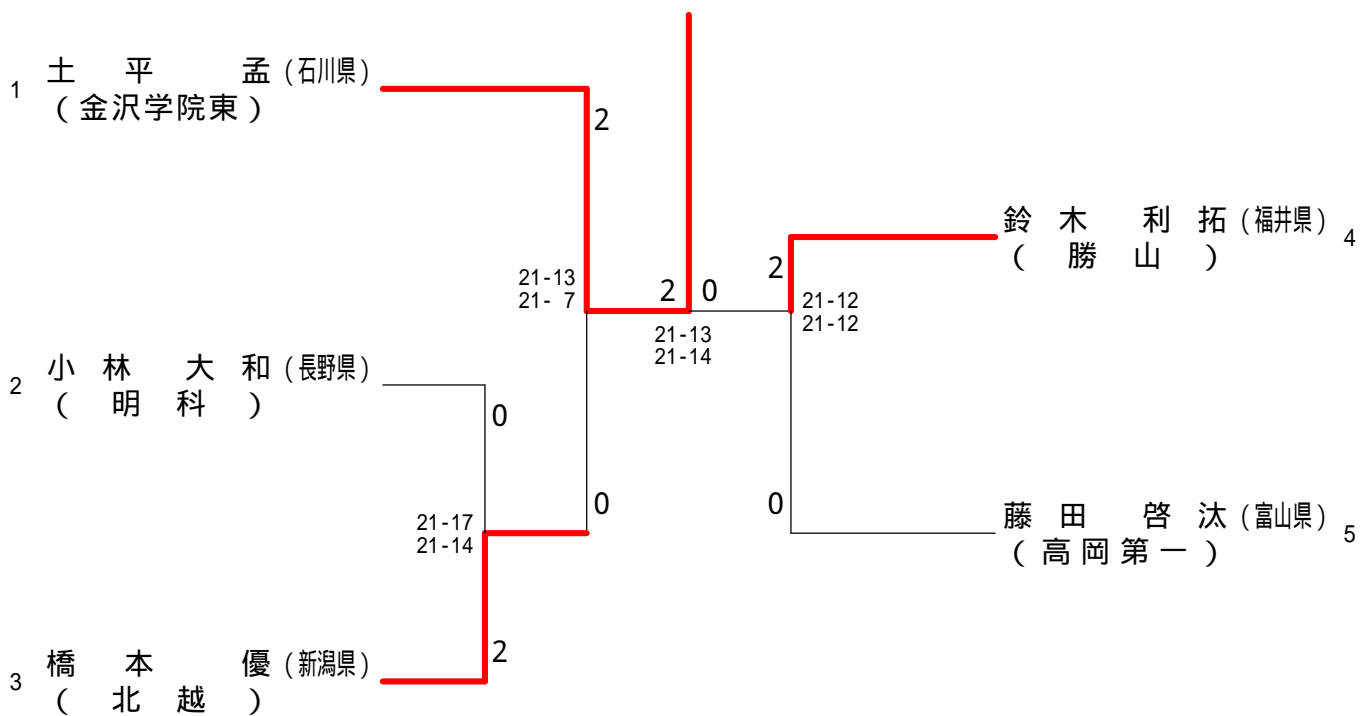 1 土平 孟 (石川県)
(金沢学院東)
2
21-13
21- 7
2 小林 大和 (長野県)
(明科)
0
21-17
21-14
0
2
3 橋本 優 (新潟県)
(北越)
2 0
21-13
21-14
鈴木 利拓 (福井県) 4
(勝山)
2
21-12
21-12
0
藤田 啓汰 (富山県) 5
(高岡第一)